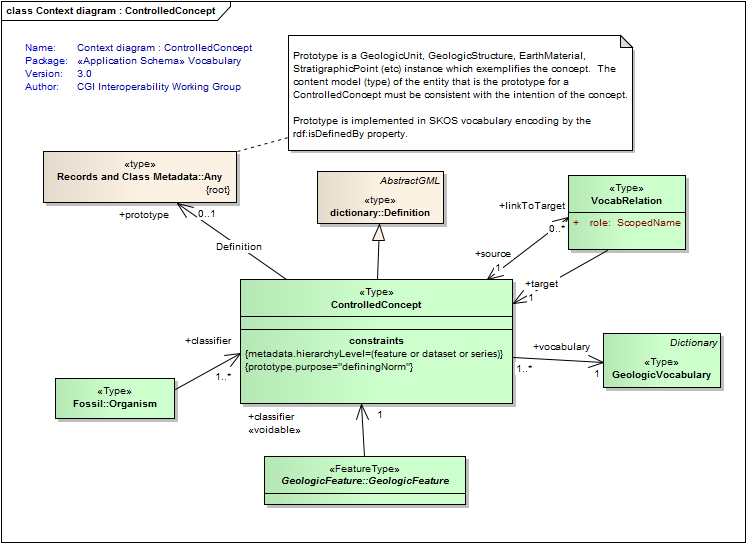 class Context diagram : ControlledConcept
Name: Context diagram : ControlledConcept
Package: «Application Schema» Vocabulary
Version: 3.0
Author: CGI Interoperability Working Group
Prototype is a GeologicUnit, GeologicStructure, EarthMaterial,
StratigraphicPoint (etc) instance which exemplifies the concept. The
content model (type) of the entity that is the prototype for a
ControlledConcept must be consistent with the intention of the concept.
Prototype is implemented in SKOS vocabulary encoding by the
rdf:isDefinedBy property.
«type»
Records and Class Metadata::Any
{root}
+prototype
0..1
Definition
AbstractGML
«type»
dictionary::Definition
«Type»
VocabRelation
+ role: ScopedName
+linkToTarget
0..*
+source
1
+target
1
«Type»
ControlledConcept
constraints
{metadata.hierarchyLevel=(feature or dataset or series)}
{prototype.purpose="definingNorm"}
+classifier
1..*
«Type»
Fossil::Organism
+vocabulary
1..*
1
Dictionary
«Type»
GeologicVocabulary
+classifier
«voidable»
1
«FeatureType»
GeologicFeature::GeologicFeature